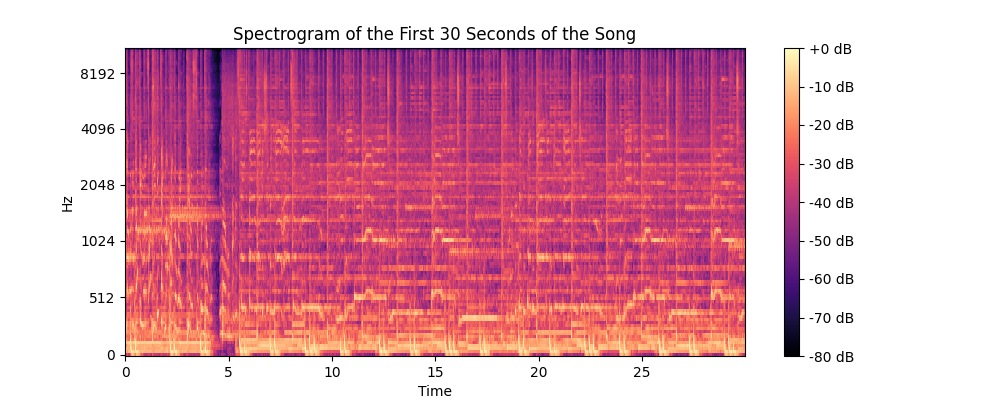 Spectrogram of the First 30 Seconds of the Song
Hz
8192
4096
2048
1024
512
0
0 5 10 15 20 25
Time
+0 dB
-10 dB
-20 dB
-30 dB
-40 dB
-50 dB
-60 dB
-70 dB
-80 dB